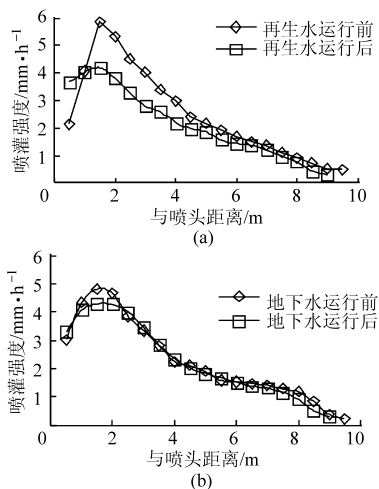 6
5
4
3
2
1
喷灌强度/mm·h⁻¹
再生水运行前
再生水运行后
0 2 4 6 8 10
与喷头距离/m
(a)
6
5
4
3
2
1
喷灌强度/mm·h⁻¹
地下水运行前
地下水运行后
0 2 4 6 8 10
与喷头距离/m
(b)